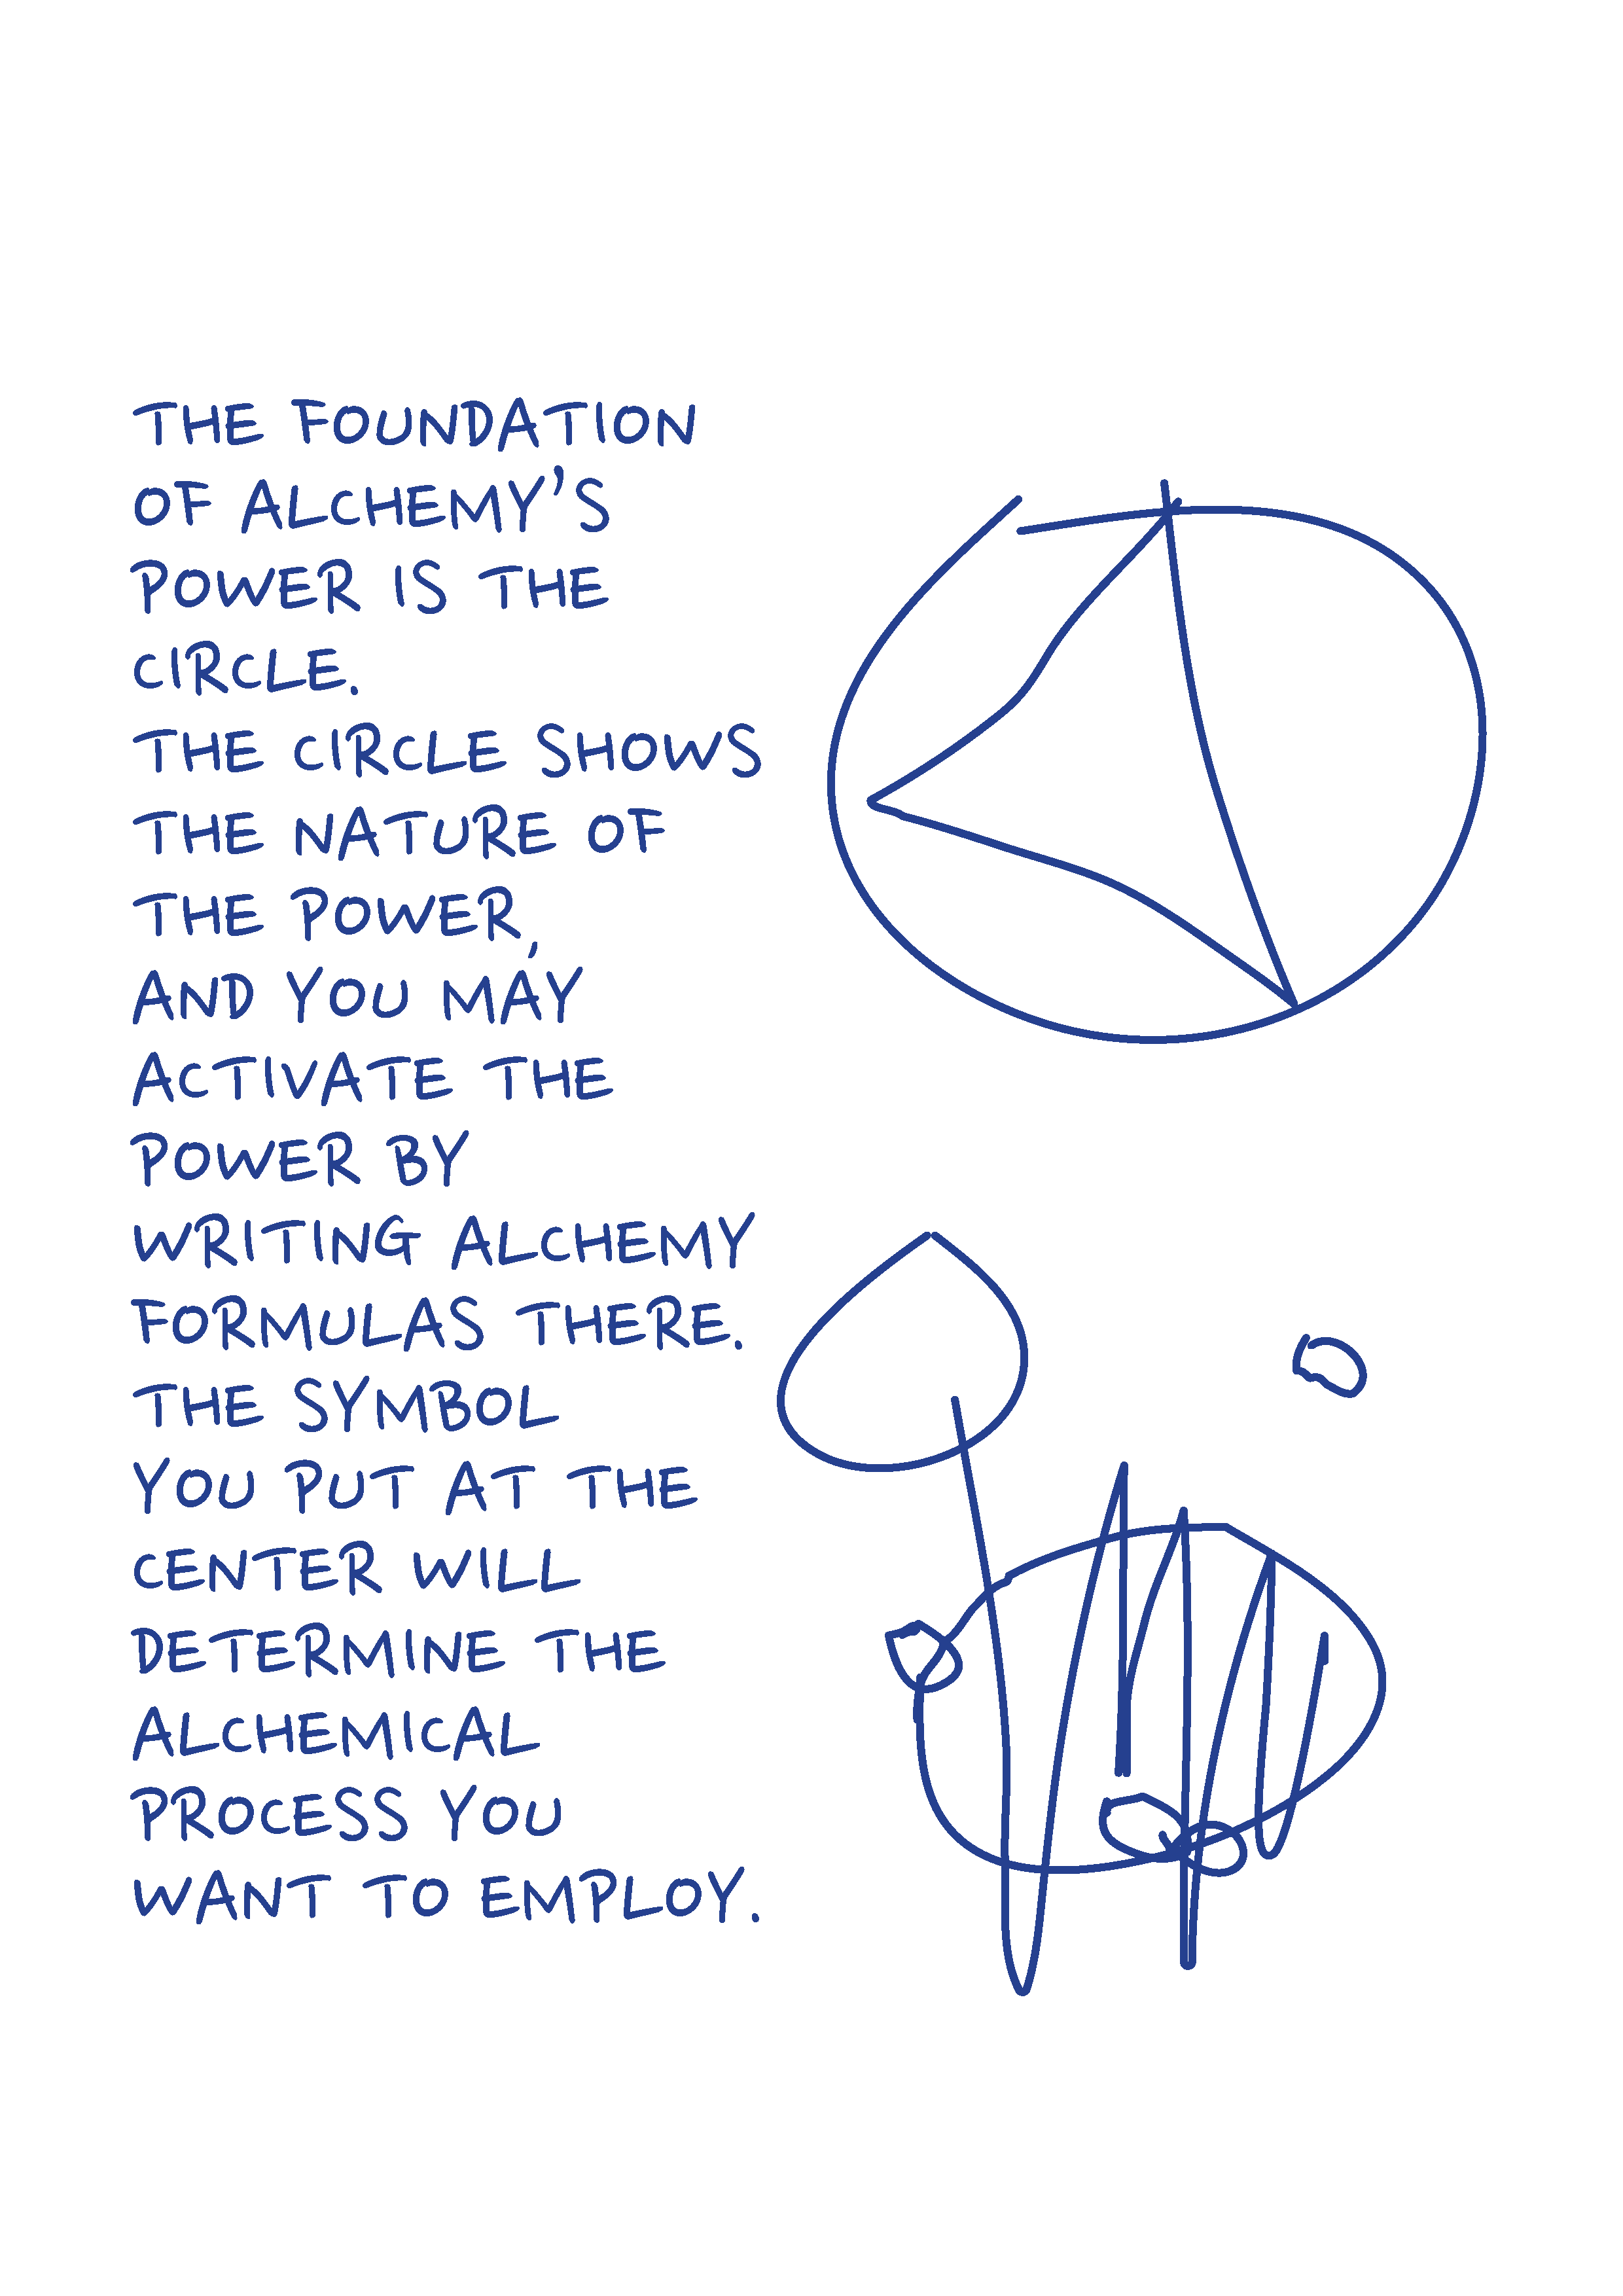 THE FOUNDATION
OF ALCHEMY'S
POWER IS THE
CIRCLE.
THE CIRCLE SHOWS
THE NATURE OF
THE POWER,
AND YOU MAY
ACTIVATE THE
POWER BY
WRITING ALCHEMY
FORMULAS THERE.
THE SYMBOL
YOU PUT AT THE
CENTER WILL
DETERMINE THE
ALCHEMICAL
PROCESS YOU
WANT TO EMPLOY.